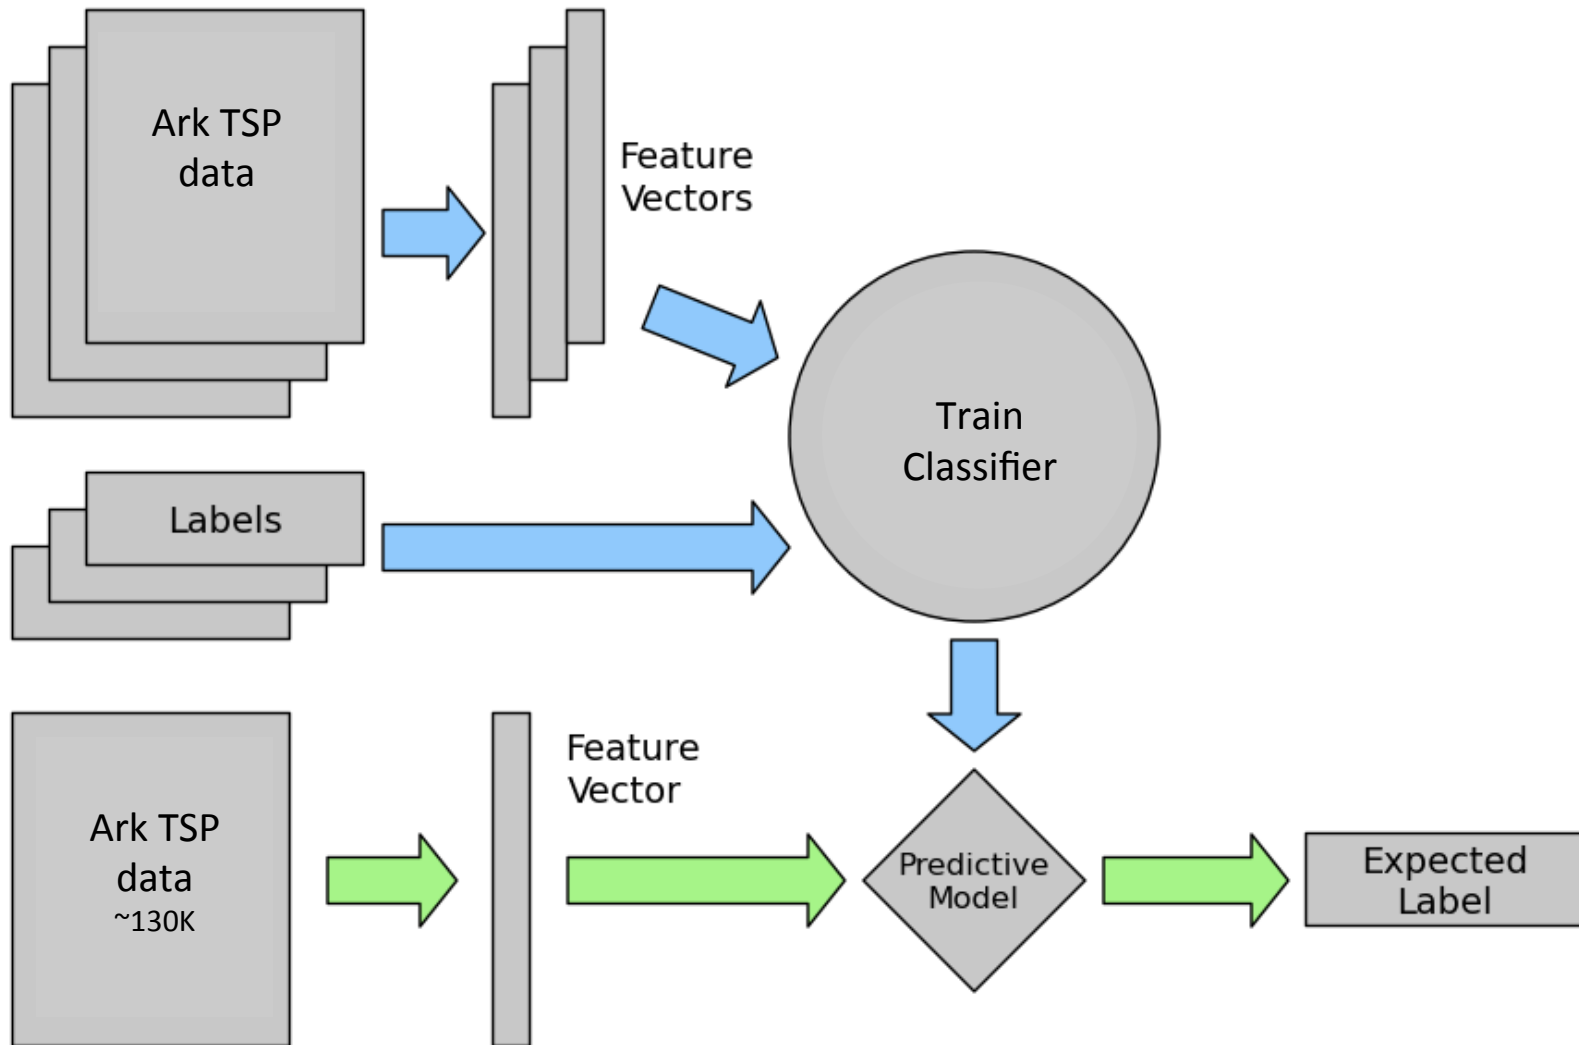 Ark TSP
data
Feature
Vectors
Train
Classifier
Labels
Feature
Vector
Ark TSP
data
~130K
Predictive
Model
Expected
Label